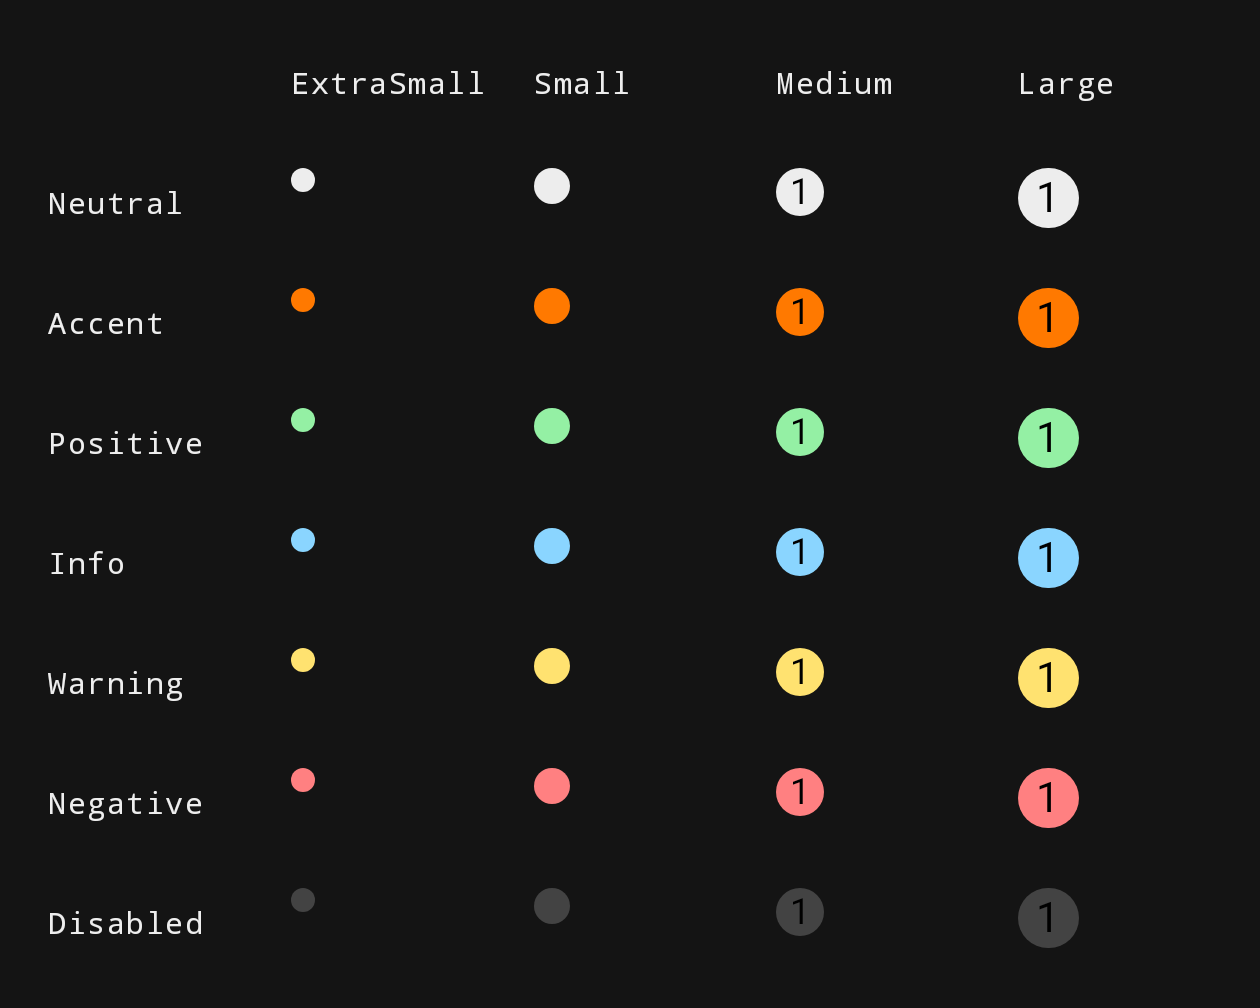 ExtraSmall Small Medium Large
Neutral 1 1
Accent 1 1
Positive 1 1
Info 1 1
Warning 1 1
Negative 1 1
Disabled 1 1